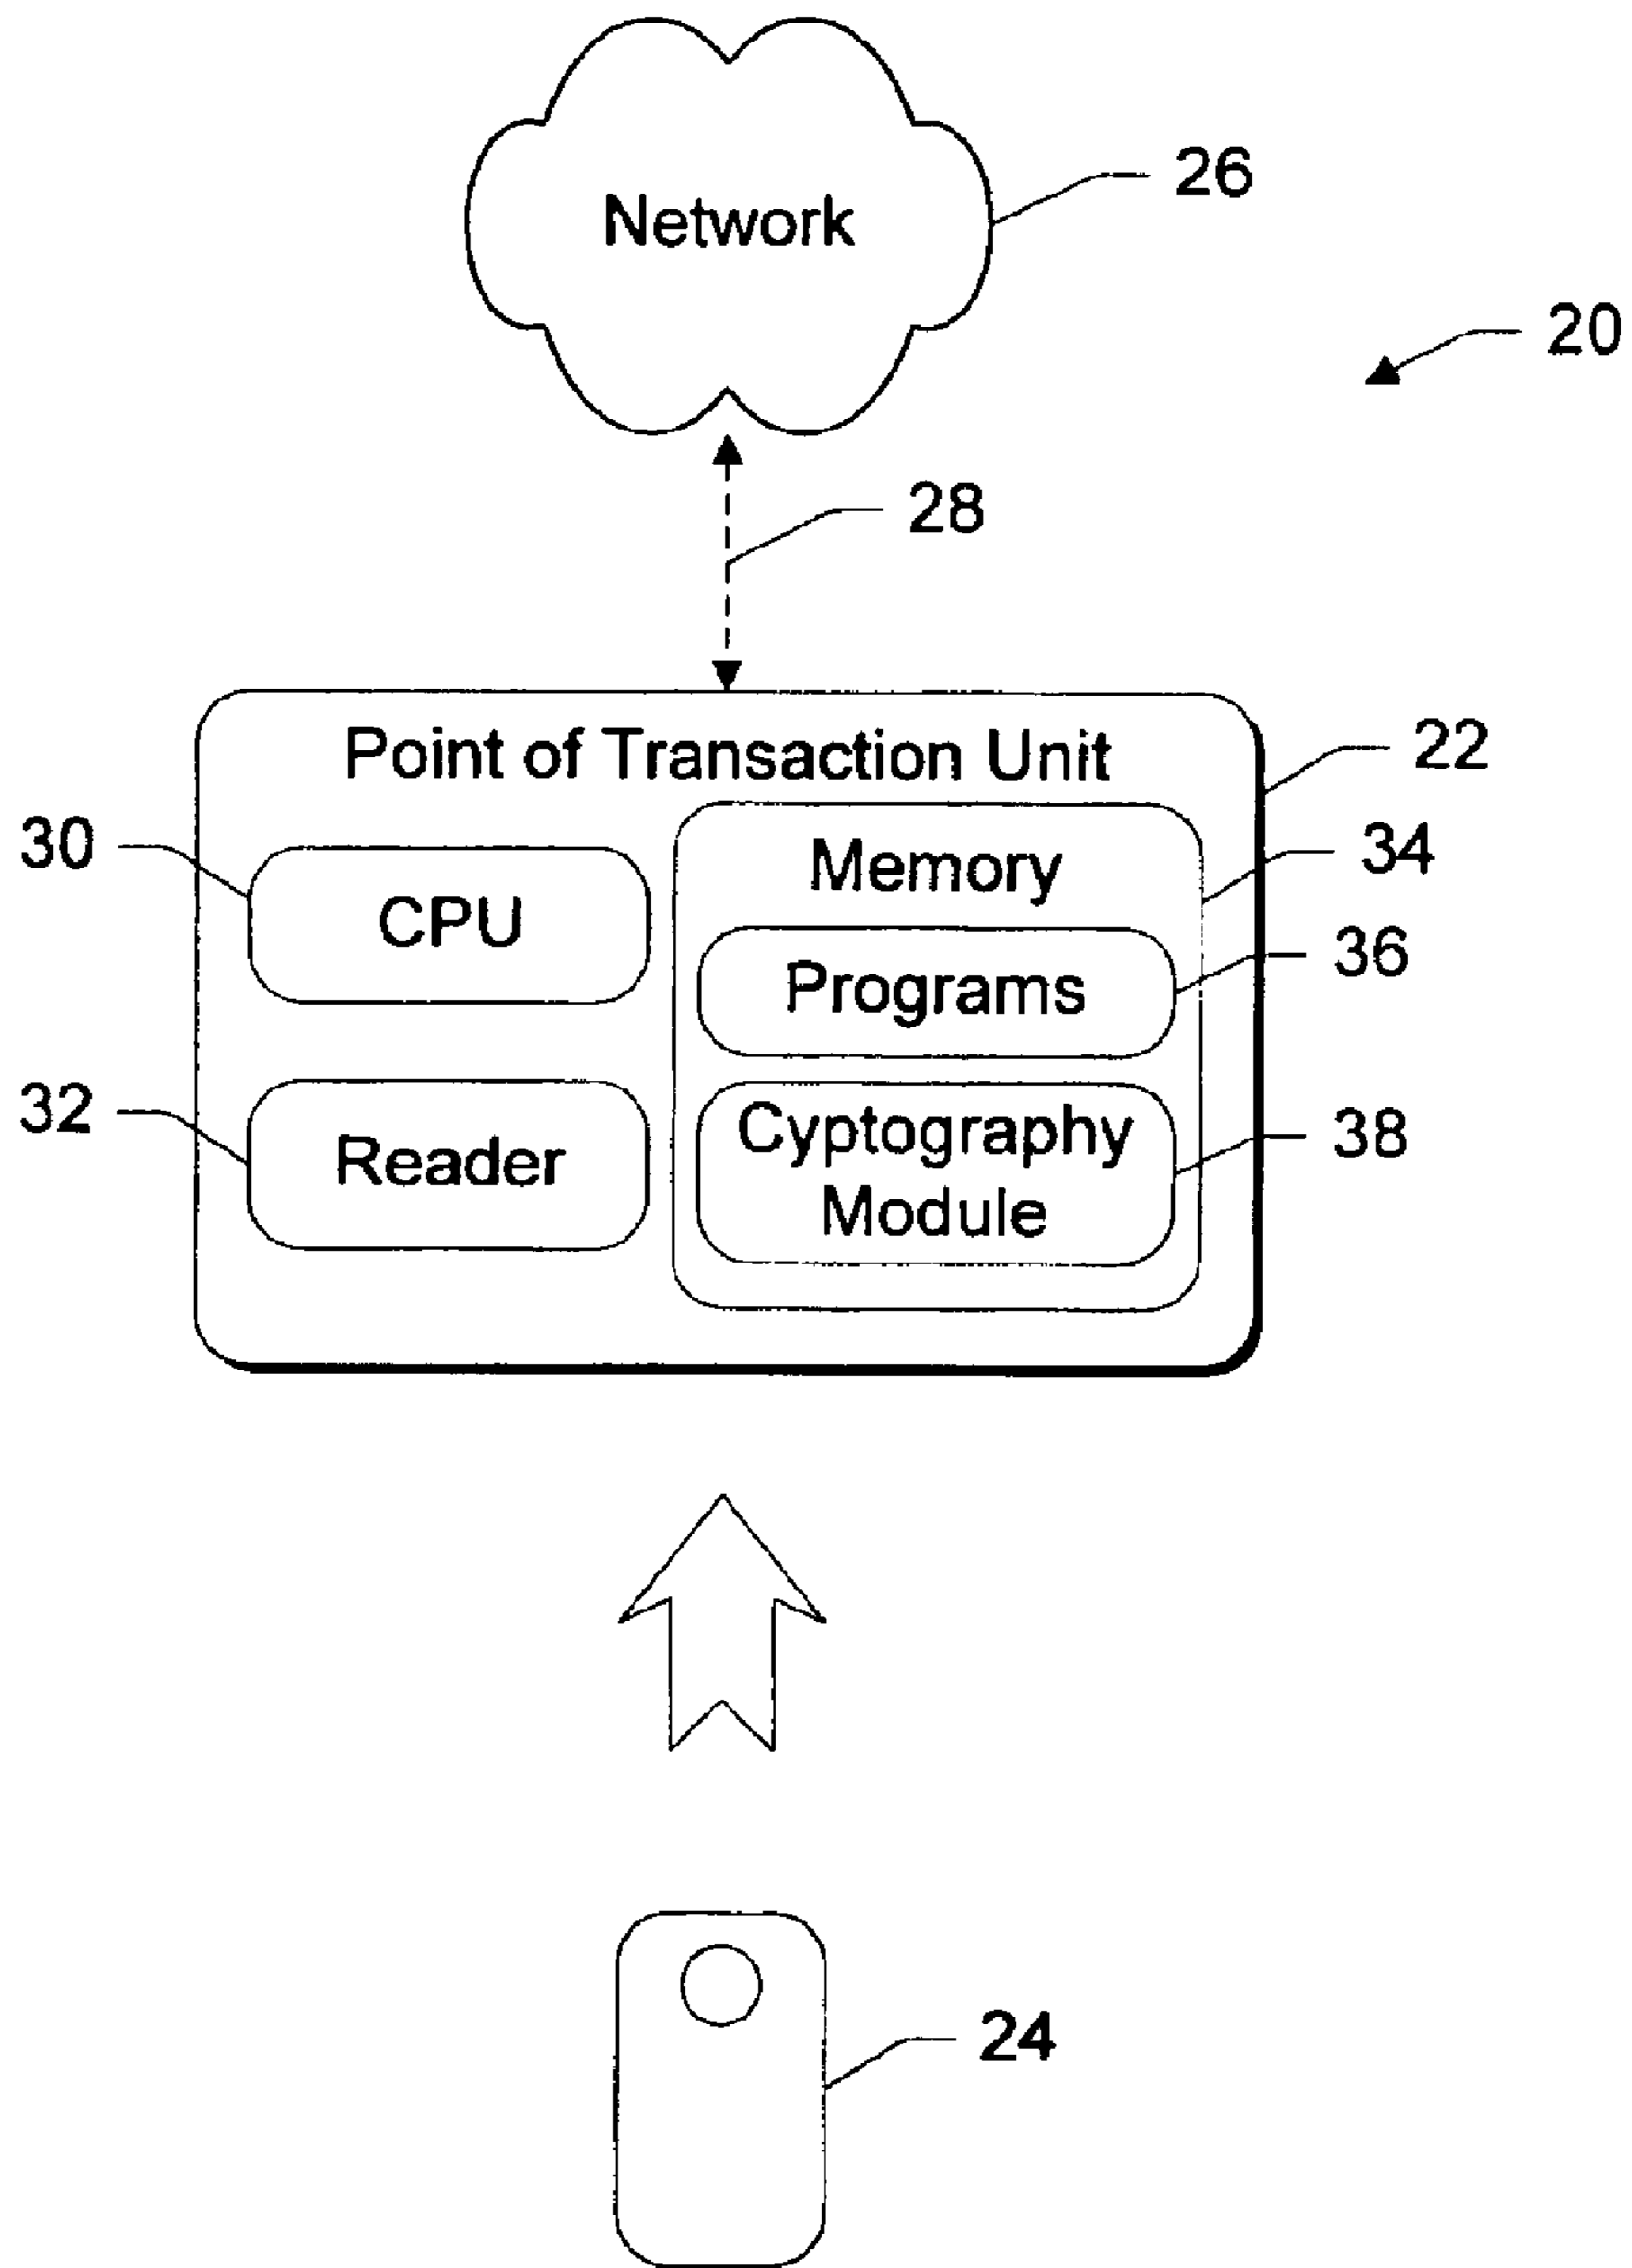 Network
26
20
28
Point of Transaction Unit
22
30
CPU
Memory
34
Programs
36
32
Reader
Cyptography
Module
38
24